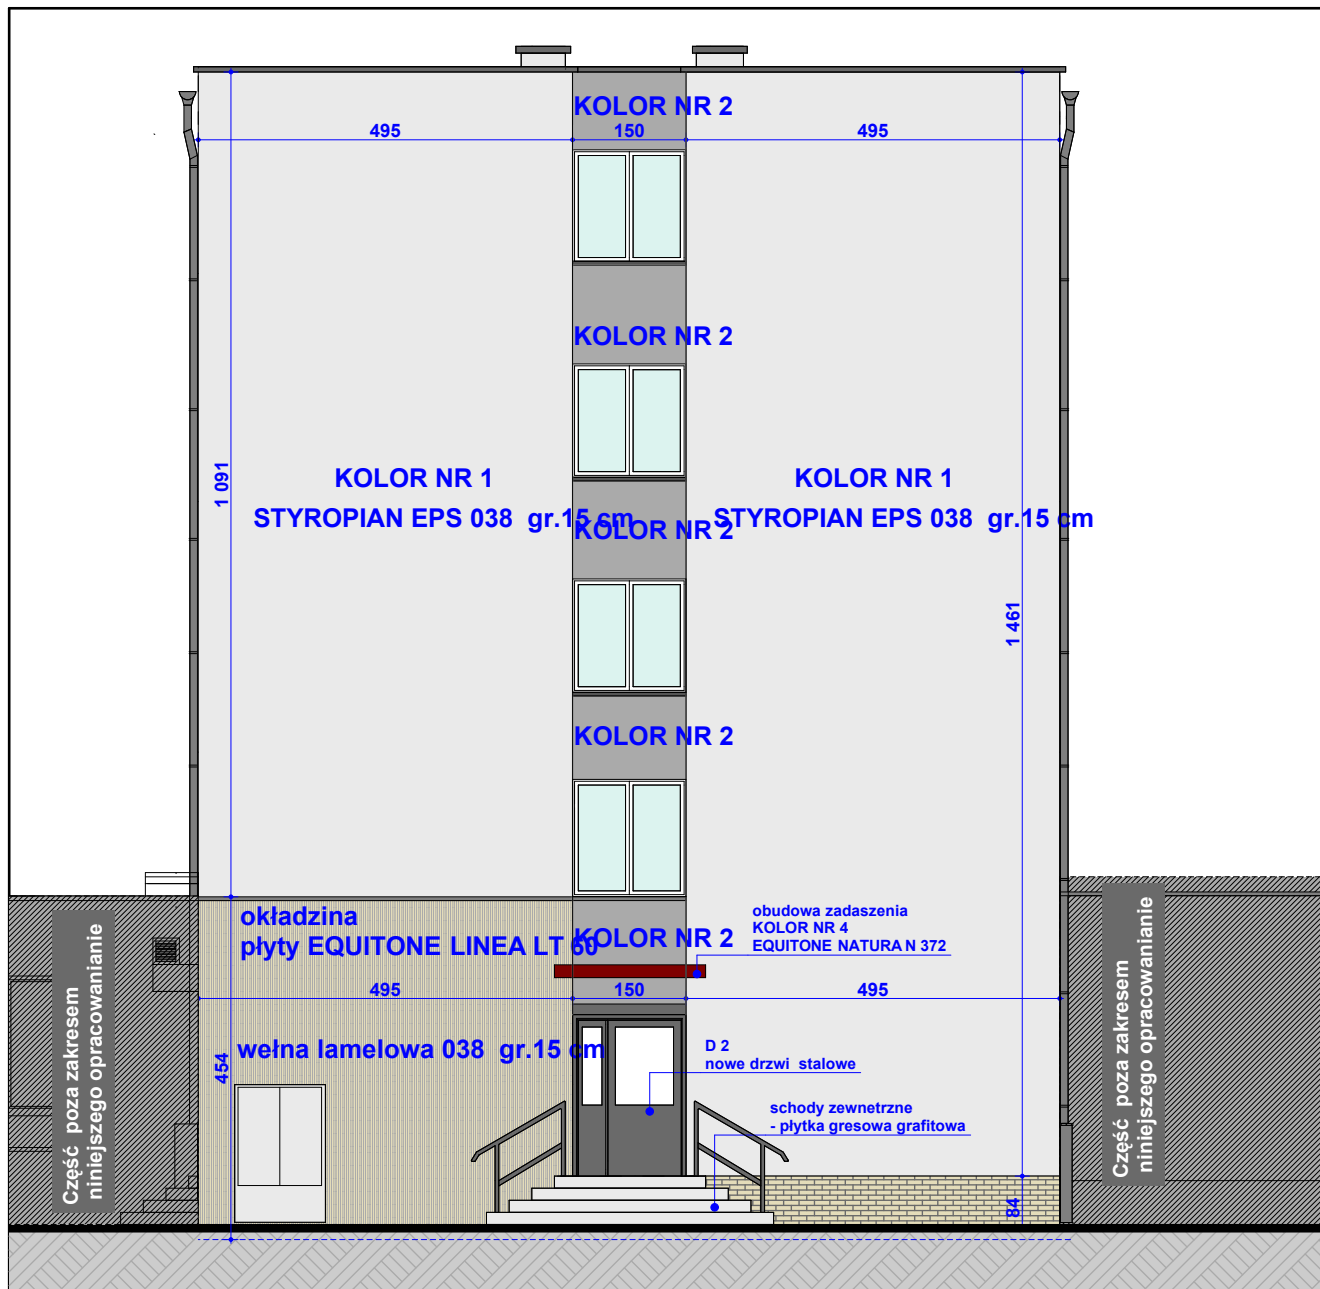 KOLOR NR 2
495
150
495
KOLOR NR 2
1 091
KOLOR NR 1
STYROPIAN EPS 038  gr.15 cm
KOLOR NR 2
KOLOR NR 1
STYROPIAN EPS 038  gr.15 cm
1 461
KOLOR NR 2
okładzina
płyty EQUITONE LINEA LT 60
KOLOR NR 2
obudowa zadaszenia
KOLOR NR 4
EQUITONE NATURA N 372
495
150
495
wełna lamelowa 038  gr.15 cm
454
D 2
nowe drzwi  stalowe
schody zewnetrzne
- płytka gresowa grafitowa
84
Część  poza zakresem
niniejszego opracowanianie
Część  poza zakresem
niniejszego opracowanianie